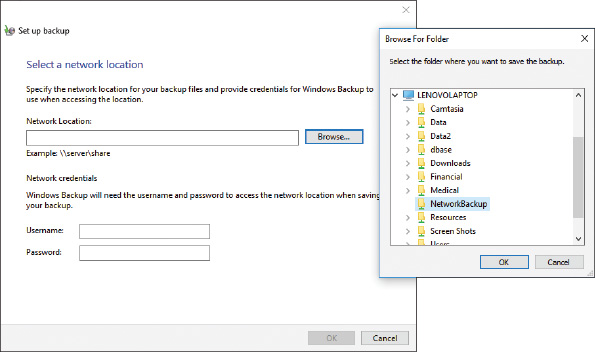 Set up backup
Select a network location
Specify the network location for your backup files and provide credentials for Windows Backup to
use when accessing the location.
Network Location:
Browse...
Example: \\server\share
Network credentials
Windows Backup will need the username and password to access the network location when saving
your backup.
Username:
Password:
OK
Cancel
Browse For Folder
Select the folder where you want to save the backup.
LENOVOLAPTOP
Camtasia
Data
Data2
dbase
Downloads
Financial
Medical
NetworkBackup
Resources
Screen Shots
Users
OK
Cancel